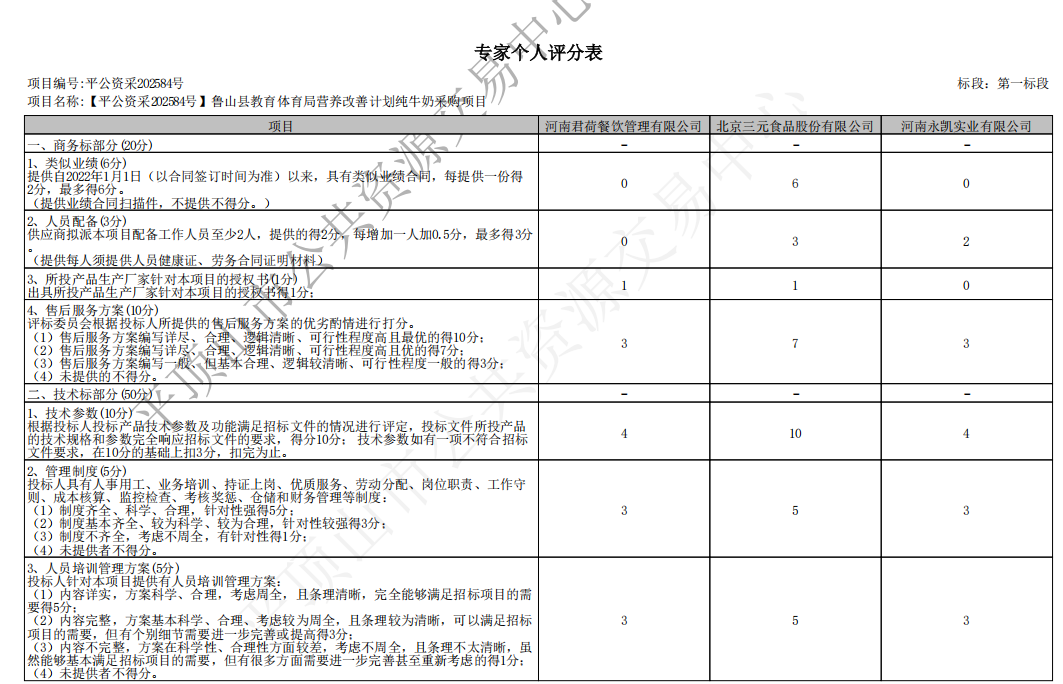 专家个人评分表
项目编号:平公资采202584号
标段: 第一标段
项目名称:【平公资采202584号】鲁山县教育体育局营养改善计划纯牛奶采购项目
项目 河南君荷餐饮管理有限公司 北京三元食品股份有限公司 河南永凯实业有限公司
一、商务标部分(20分) - - -
1、类似业绩(6分)
提供自2022年1月1日（以合同签订时间为准）以来，具有类似业绩合同，每提供一份得
2分，最多得6分。
（提供业绩合同扫描件，不提供不得分。）
0 6 0
2、人员配备(3分)
供应商拟派本项目配备工作人员至少2人，提供的得2分，每增加一人加0.5分，最多得3分
。
（提供每人须提供人员健康证、劳务合同证明材料）
0 3 2
3、所投产品生产厂家针对本项目的授权书(1分)
出具所投产品生产厂家针对本项目的授权书得1分;
1 1 0
4、售后服务方案(10分)
评标委员会根据投标人所提供的售后服务方案的优劣酌情进行打分。
（1）售后服务方案编写详尽、合理、逻辑清晰、可行性程度高且最优的得10分;
（2）售后服务方案编写详尽、合理、逻辑清晰、可行性程度高且优的得7分;
（3）售后服务方案编写一般、但基本合理、逻辑较清晰、可行性程度一般的得3分;
（4）未提供的不得分。
3 7 3
二、技术标部分(50分) - - -
1、技术参数(10分)
根据投标人投标产品技术参数及功能满足招标文件的情况进行评定，投标文件所投产品
的技术规格和参数完全响应招标文件的要求，得分10分; 技术参数如有一项不符合招标
文件要求，在10分的基础上扣3分，扣完为止。
4 10 4
2、管理制度(5分)
投标人具有人事用工、业务培训、持证上岗、优质服务、劳动分配、岗位职责、工作守
则、成本核算、监控检查、考核奖惩、仓储和财务管理等制度:
（1）制度齐全、科学、合理，针对性强得5分;
（2）制度基本齐全、较为科学、较为合理，针对性较强得3分;
（3）制度不齐全，考虑不周全，有针对性得1分;
（4）未提供者不得分。
3 5 3
3、人员培训管理方案(5分)
投标人针对本项目提供有人员培训管理方案:
（1）内容详实，方案科学、合理，考虑周全，且条理清晰，完全能够满足招标项目的需
要得5分;
（2）内容完整，方案基本科学、合理、考虑较为周全，且条理较为清晰，可以满足招标
项目的需要，但有个别细节需要进一步完善或提高得3分;
（3）内容不完整，方案在科学性、合理性方面较差，考虑不周全，且条理不太清晰，虽
然能够基本满足招标项目的需要，但有很多方面需要进一步完善甚至重新考虑的得1分;
（4）未提供者不得分。
3 5 3
平顶山市公共资源交易中心
平顶山市公共资源交易中心